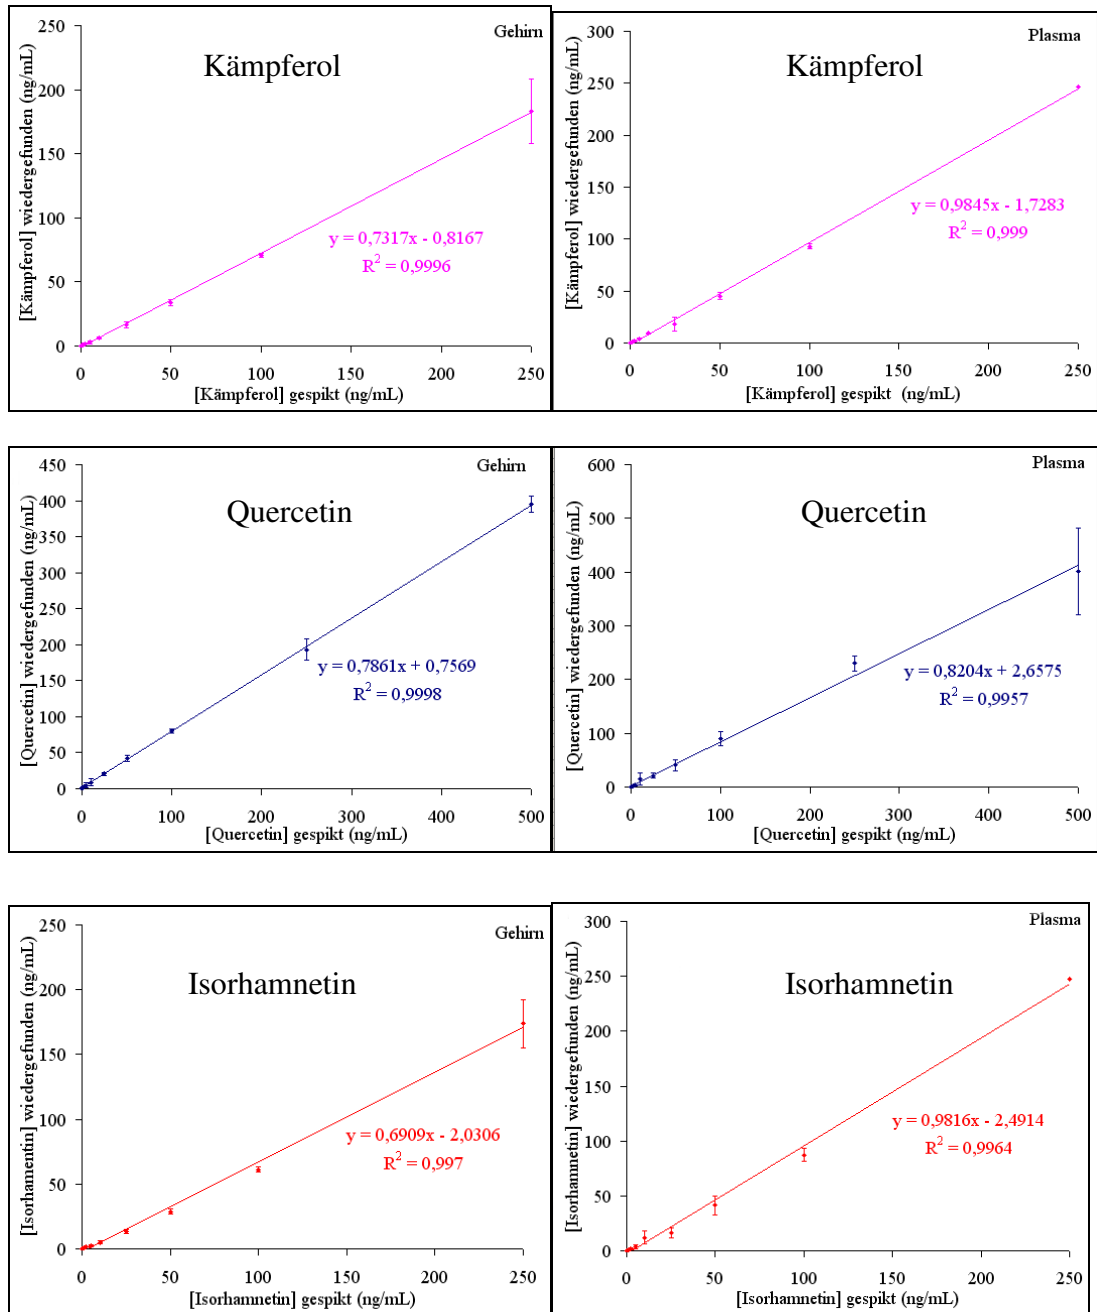 Gehirn
Kämpferol
[Kämpferol] wiedergefunden (ng/mL)
250
200
150
100
50
0
y = 0,7317x - 0,8167
R² = 0,9996
0 50 100 150 200 250
[Kämpferol] gespikt (ng/mL)
Plasma
Kämpferol
[Kämpferol] wiedergefunden (ng/mL)
300
250
200
150
100
50
0
y = 0,9845x - 1,7283
R² = 0,999
0 50 100 150 200 250
[Kämpferol] gespikt (ng/mL)
Gehirn
Quercetin
[Quercetin] wiedergefunden (ng/mL)
450
400
350
300
250
200
150
100
50
0
y = 0,7861x + 0,7569
R² = 0,9998
0 100 200 300 400 500
[Quercetin] gespikt (ng/mL)
Plasma
Quercetin
[Quercetin] wiedergefunden (ng/mL)
600
500
400
300
200
100
0
y = 0,8204x + 2,6575
R² = 0,9957
0 100 200 300 400 500
[Quercetin] gespikt (ng/mL)
Gehirn
Isorhamnetin
[Isorhamentin] wiedergefunden (ng/mL)
250
200
150
100
50
0
y = 0,6909x - 2,0306
R² = 0,997
0 50 100 150 200 250
[Isorhamnetin] gespikt (ng/mL)
Plasma
Isorhamnetin
[Isorhamnetin] wiedergefunden (ng/mL)
300
250
200
150
100
50
0
y = 0,9816x - 2,4914
R² = 0,9964
0 50 100 150 200 250
[Isorhamnetin] gespikt (ng/mL)